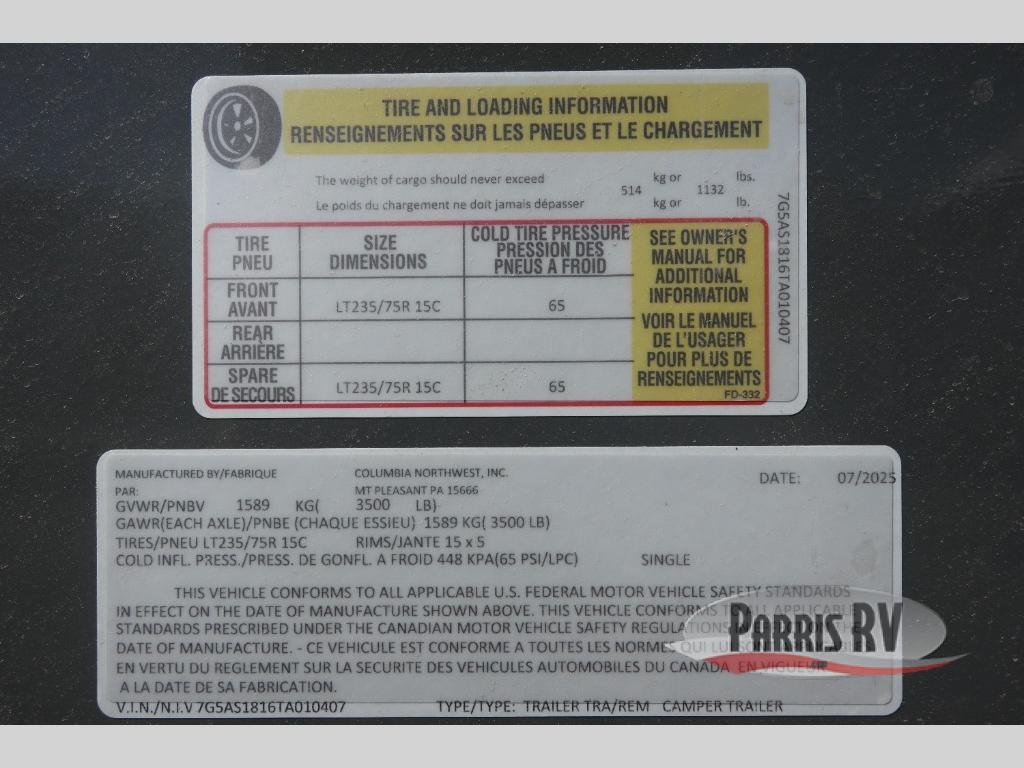 TIRE AND LOADING INFORMATION
RENSEIGNEMENTS SUR LES PNEUS ET LE CHARGEMENT
The weight of cargo should never exceed 514 kg or 1132 lbs.
Le poids du chargement ne doit jamais dépasser kg or lb.
TIRE
PNEU
SIZE
DIMENSIONS
COLD TIRE PRESSURE
PRESSION DES
PNEUS A FROID
FRONT
AVANT
LT235/75R 15C
65
REAR
ARRIÈRE
SPARE
DE SECOURS
LT235/75R 15C
65
SEE OWNER'S
MANUAL FOR
ADDITIONAL
INFORMATION
VOIR LE MANUEL
DE L'USAGER
POUR PLUS DE
RENSEIGNEMENTS
FD-332
7G5AS1816TA010407
MANUFACTURED BY/FABRIQUE COLUMBIA NORTHWEST, INC. DATE: 07/2025
PAR: MT PLEASANT PA 15666
GVWR/PNBV 1589 KG( 3500 LB)
GAWR(EACH AXLE)/PNBE (CHAQUE ESSIEU) 1589 KG( 3500 LB)
TIRES/PNEU LT235/75R 15C RIMS/JANTE 15 x 5
COLD INFL. PRESS./PRESS. DE GONFL. A FROID 448 KPA(65 PSI/LPC) SINGLE
THIS VEHICLE CONFORMS TO ALL APPLICABLE U.S. FEDERAL MOTOR VEHICLE SAFETY STANDARDS
IN EFFECT ON THE DATE OF MANUFACTURE SHOWN ABOVE. THIS VEHICLE CONFORMS TO ALL APPLICABLE
STANDARDS PRESCRIBED UNDER THE CANADIAN MOTOR VEHICLE SAFETY REGULATIONS
DATE OF MANUFACTURE. - CE VEHICULE EST CONFORME A TOUTES LES NORMES QUI
EN VERTU DU REGLEMENT SUR LA SECURITE DES VEHICULES AUTOMOBILES DU CANADA EN VIGUEUR
A LA DATE DE SA FABRICATION.
V.I.N./N.I.V 7G5AS1816TA010407 TYPE/TYPE: TRAILER TRA/REM CAMPER TRAILER
PARRIS RV